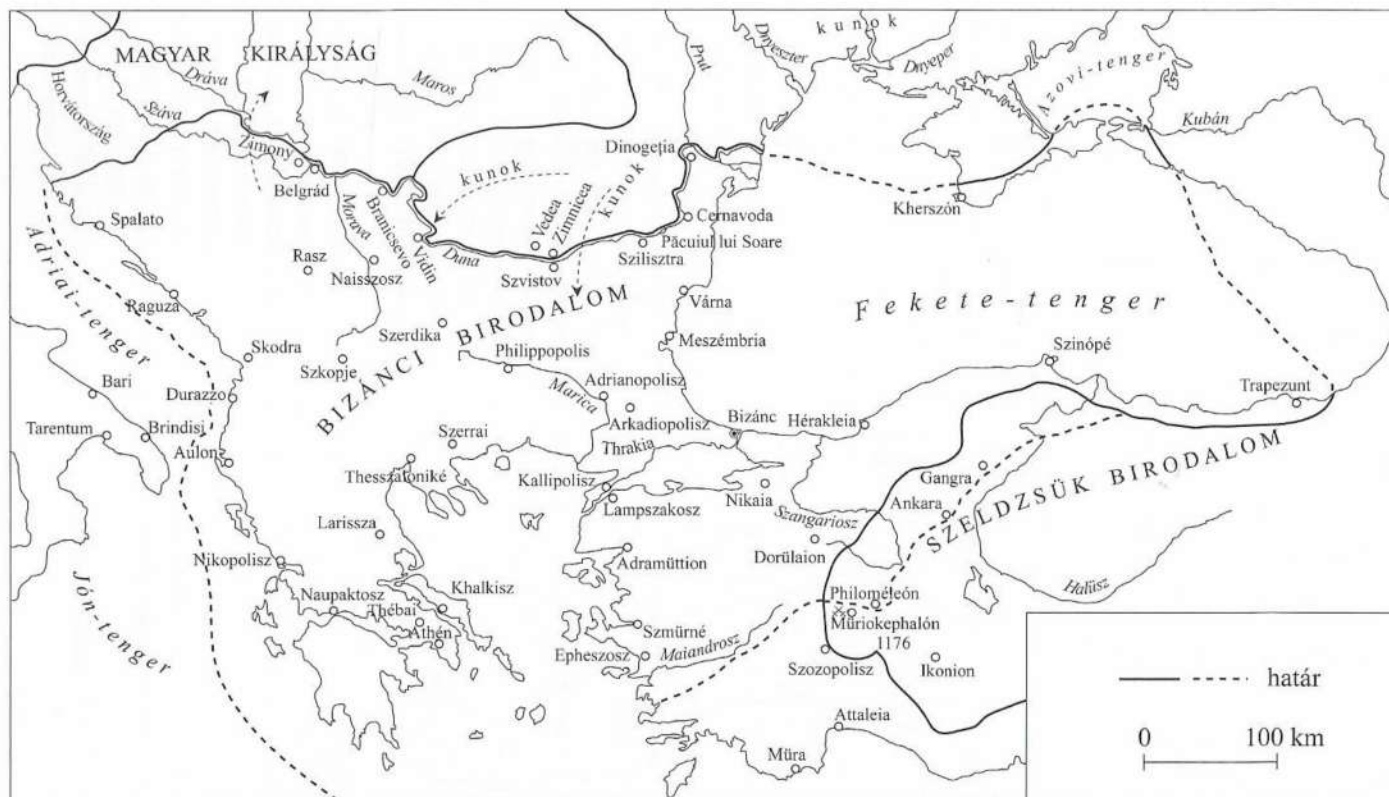 MAGYAR KIRÁLYSÁG
Horvátország
Dráva
Száva
Maros
Prut
Dnyeszter
kunok
Dnyeper
Azovi-tenger
Kubán
Zimony
Belgrád
Dinogeția
kunok
kunok
Vedea
Zimnicea
Cernavoda
Kherszón
Spalato
Morava
Branicsevo
Vidin
Duna
Păcuiul lui Soare
Szilisztra
Szvistov
Rasz
Naisszosz
Adriai-tenger
Raguza
Várna
Fekete-tenger
Szerdika
BIZÁNCI BIRODALOM
Meszémbria
Skodra
Szkopje
Philippopolis
Szinópé
Bari
Durazzo
Marica
Adrianopolisz
Arkadiopolisz
Bizánc
Hérakleia
Trapezunt
Tarentum
Brindisi
Aulon
Szerrai
Thrakia
Thesszaloniké
Kallipolisz
Lampszakosz
Nikaia
Gangra
Ankara
SZELDZSÜK BIRODALOM
Szangariosz
Larissza
Dorülaion
Adramüttion
Nikopolisz
Halüsz
Jón-tenger
Naupaktosz
Khalkisz
Thébai
Athén
Philoméleón
Müriokephalón
1176
Szmürné
Epheszosz
Maiandrosz
Szozopolisz
Ikonion
Attaleia
Müra
határ
0 100 km